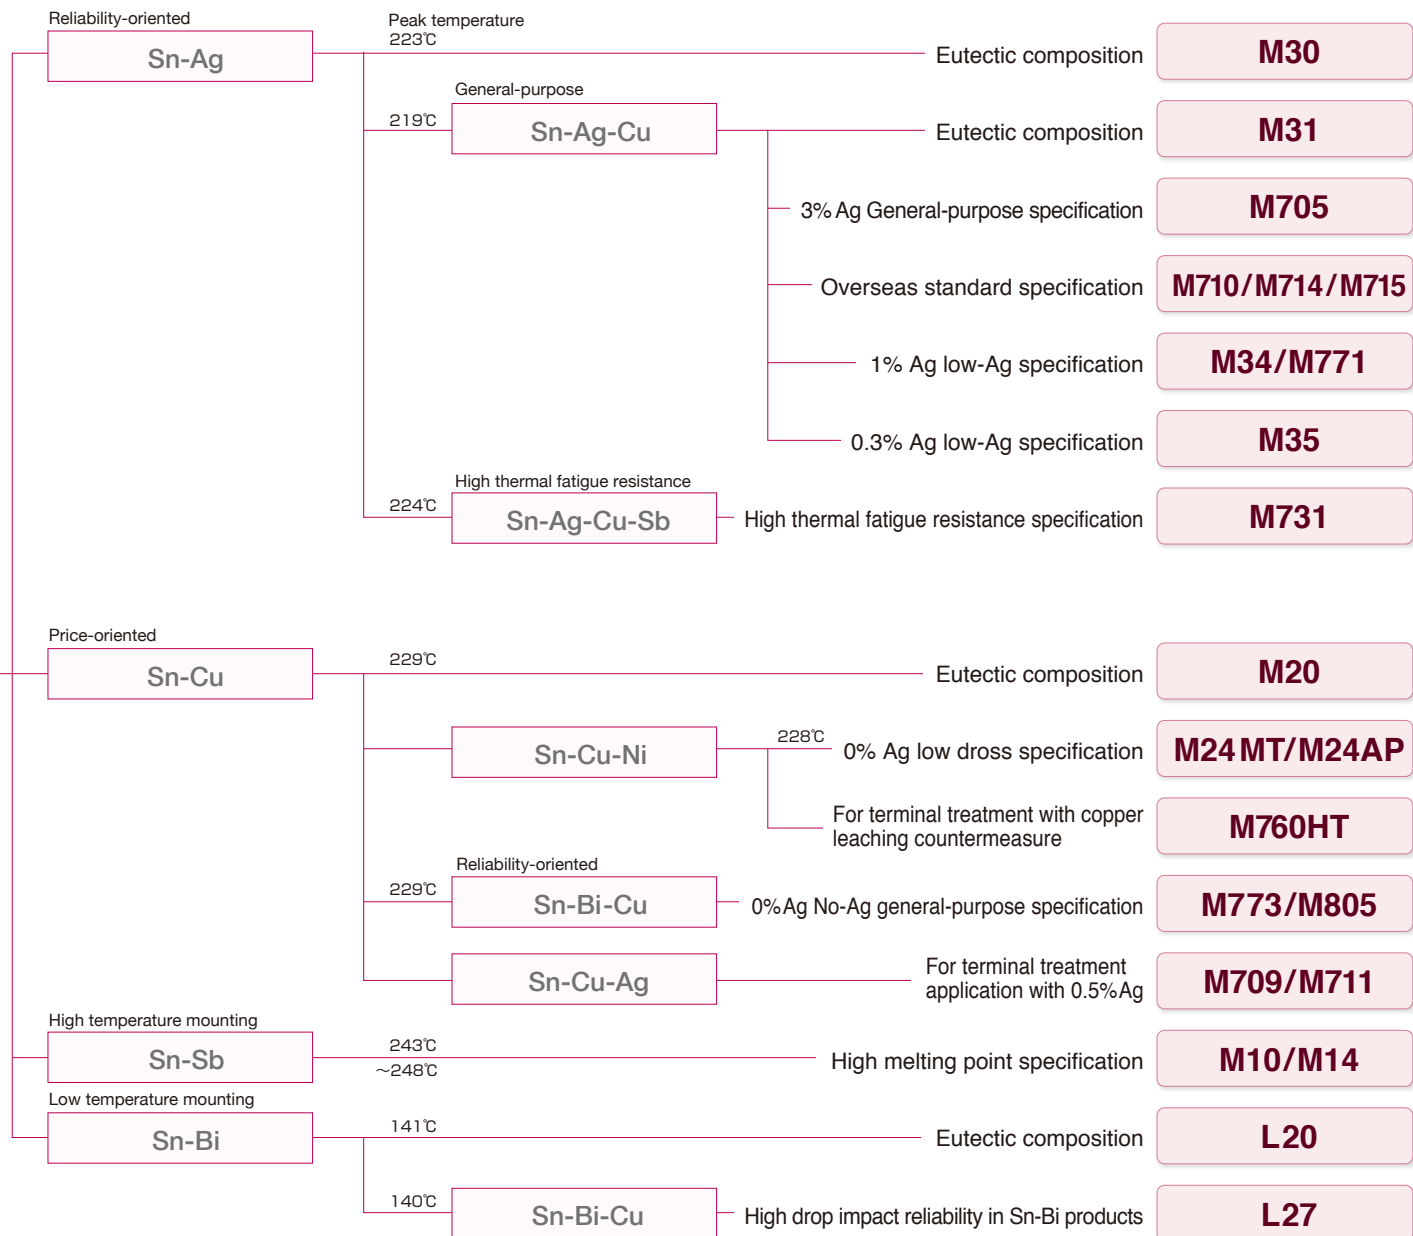 Reliability-oriented
Sn-Ag
Peak temperature
223℃
Eutectic composition
M30
General-purpose
219℃
Sn-Ag-Cu
Eutectic composition
M31
3% Ag General-purpose specification
M705
Overseas standard specification
M710/M714/M715
1% Ag low-Ag specification
M34/M771
0.3% Ag low-Ag specification
M35
High thermal fatigue resistance
224℃
Sn-Ag-Cu-Sb
High thermal fatigue resistance specification
M731
Price-oriented
Sn-Cu
229℃
Eutectic composition
M20
Sn-Cu-Ni
228℃
0% Ag low dross specification
M24MT/M24AP
For terminal treatment with copper
leaching countermeasure
M760HT
Reliability-oriented
229℃
Sn-Bi-Cu
0%Ag No-Ag general-purpose specification
M773/M805
Sn-Cu-Ag
For terminal treatment
application with 0.5%Ag
M709/M711
High temperature mounting
Sn-Sb
243℃
～248℃
High melting point specification
M10/M14
Low temperature mounting
Sn-Bi
141℃
Eutectic composition
L20
140℃
Sn-Bi-Cu
High drop impact reliability in Sn-Bi products
L27